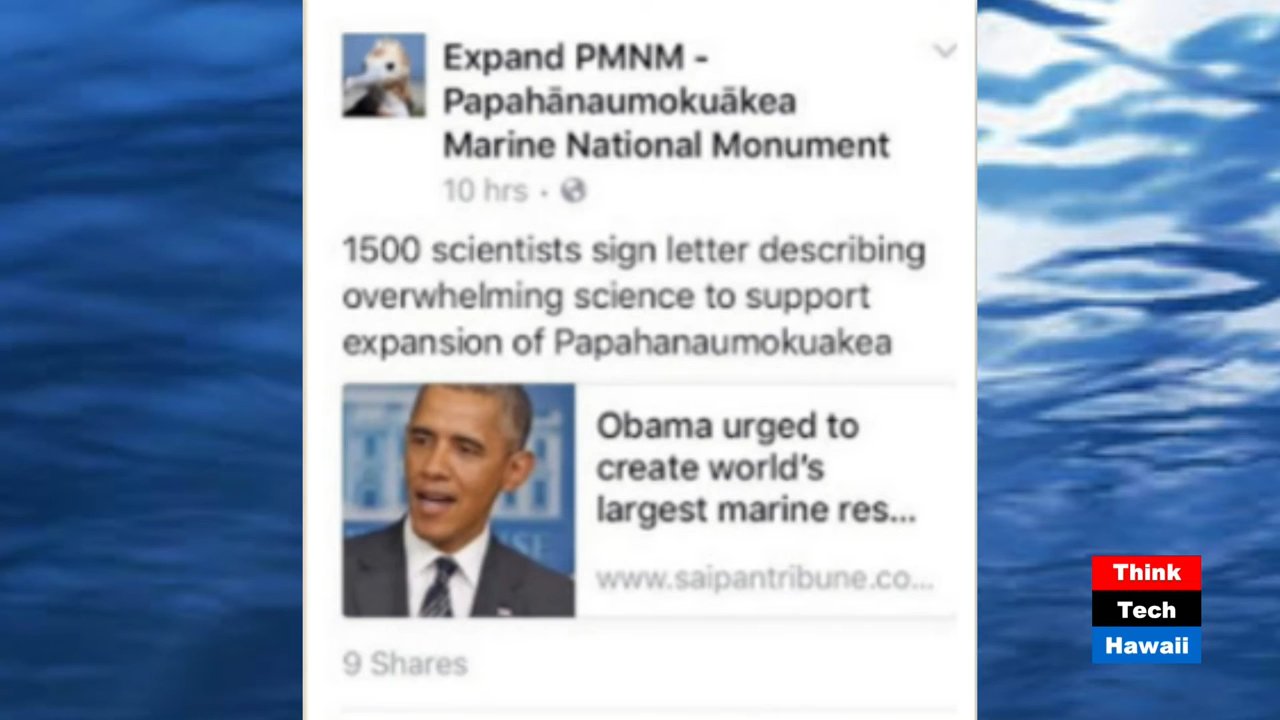 Expand PMNM -
Papahānaumokuākea
Marine National Monument
10 hrs ·
1500 scientists sign letter describing
overwhelming science to support
expansion of Papahanaumokuakea
Obama urged to
create world's
largest marine res...
www.saipantribune.co...
9 Shares
Think
Tech
Hawaii